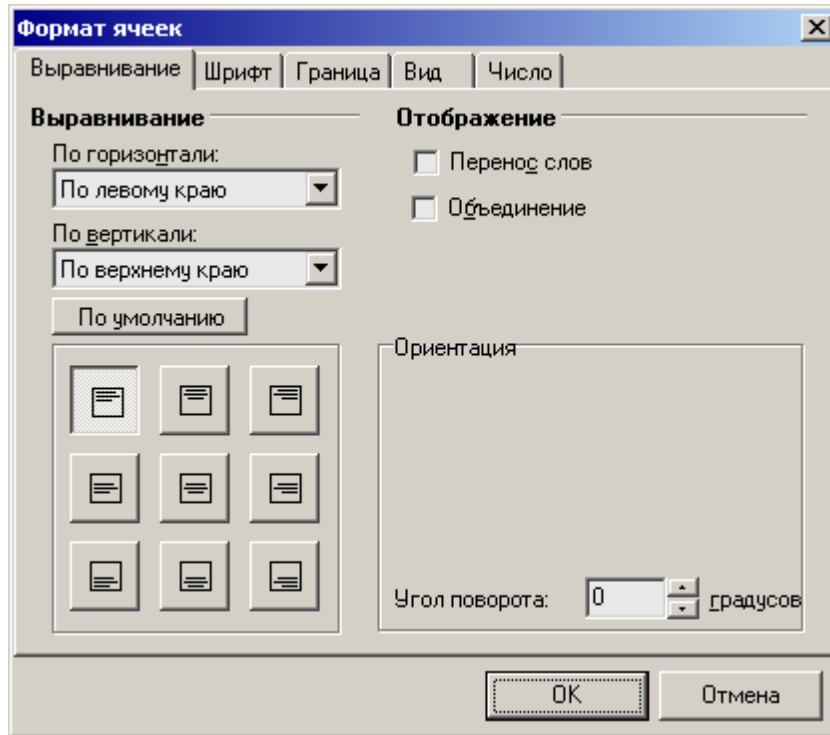 Формат ячеек
Выравнивание Шрифт Граница Вид Число
Выравнивание
По горизонтали:
По левому краю
По вертикали:
По верхнему краю
По умолчанию
Отображение
Перенос слов
Объединение
Ориентация
Угол поворота: 0 градусов
OK Отмена